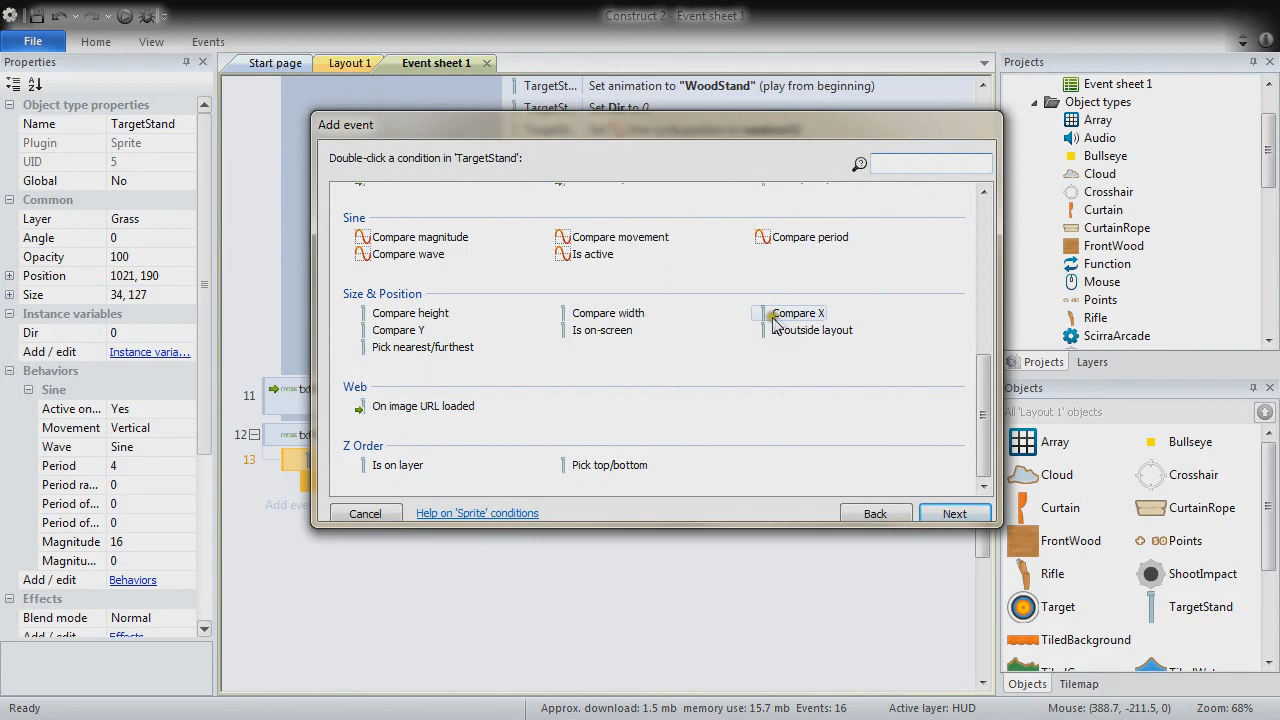 Construct 2 - Event sheet 1
File
Home
View
Events
Properties
Object type properties
Name
TargetStand
Plugin
Sprite
UID
5
Global
No
Common
Layer
Grass
Angle
0
Opacity
100
Position
1021, 190
Size
34, 127
Instance variables
Dir
0
Add / edit
Instance varia...
Behaviors
Sine
Active on...
Yes
Movement
Vertical
Wave
Sine
Period
4
Period ra...
0
Period of...
0
Period of...
0
Magnitude
16
Magnitu...
0
Add / edit
Behaviors
Effects
Blend mode
Normal
Add / edit
Effects
Start page
Layout 1
Event sheet 1
TargetSt...
Set animation to "WoodStand" (play from beginning)
TargetSt...
Set Dir to 0
11
12
13
Add eve
Add event
Double-click a condition in 'TargetStand':
Sine
Compare magnitude
Compare movement
Compare period
Compare wave
Is active
Size & Position
Compare height
Compare width
Compare X
Compare Y
Is on-screen
outside layout
Pick nearest/furthest
Web
On image URL loaded
Z Order
Is on layer
Pick top/bottom
Cancel
Help on 'Sprite' conditions
Back
Next
Projects
Event sheet 1
Object types
Array
Audio
Bullseye
Cloud
Crosshair
Curtain
CurtainRope
FrontWood
Function
Mouse
Points
Rifle
ScirraArcade
Projects
Layers
Objects
All 'Layout 1' objects
Array
Bullseye
Cloud
Crosshair
Curtain
CurtainRope
FrontWood
Points
Rifle
ShootImpact
Target
TargetStand
TiledBackground
Objects
Tilemap
Ready
Approx. download: 1.5 mb
memory use: 15.7 mb
Events: 16
Active layer: HUD
Mouse: (388.7, -211.5, 0)
Zoom: 68%